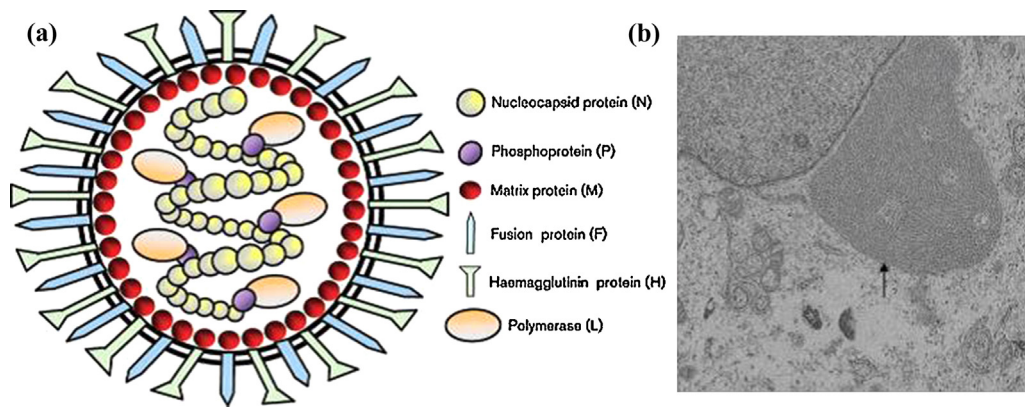 (a)
Nucleocapsid protein (N)
Phosphoprotein (P)
Matrix protein (M)
Fusion protein (F)
Haemagglutinin protein (H)
Polymerase (L)
(b)